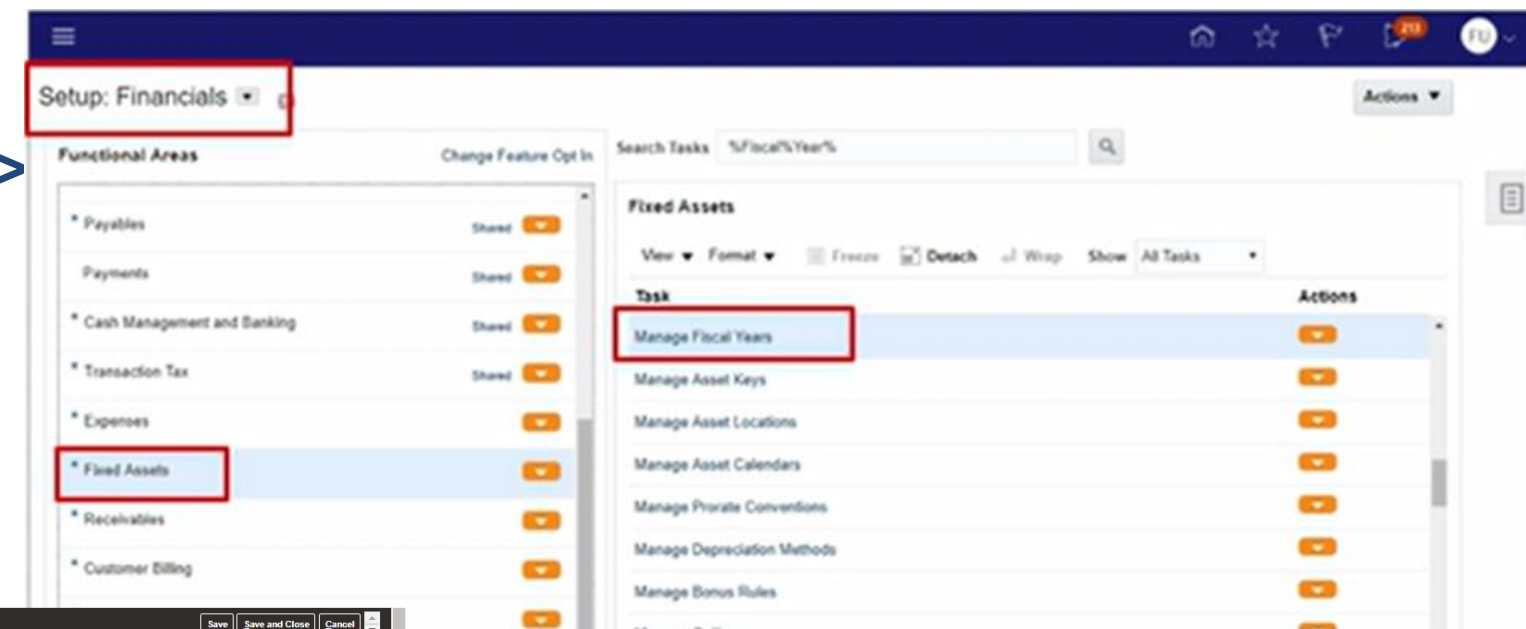 213
FU
Setup: Financials
Actions
>
Functional Areas
Change Feature Opt In
Search Tasks %Fiscal%Year%
* Payables Shared
Payments Shared
* Cash Management and Banking Shared
* Transaction Tax Shared
* Expenses
* Fixed Assets
* Receivables
* Customer Billing
Fixed Assets
View Format Freeze Detach Wrap Show All Tasks
Task Actions
Manage Fiscal Years
Manage Asset Keys
Manage Asset Locations
Manage Asset Calendars
Manage Prorate Conventions
Manage Depreciation Methods
Manage Bonus Rules
Save Save and Close Cancel